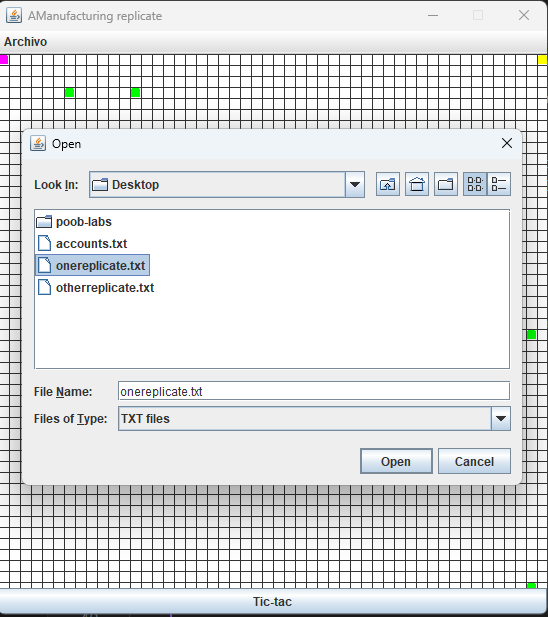 AManufacturing replicate
Archivo
Open
Look In: Desktop
poob-labs
accounts.txt
onereplicate.txt
otherreplicate.txt
File Name: onereplicate.txt
Files of Type: TXT files
Open Cancel
Tic-tac